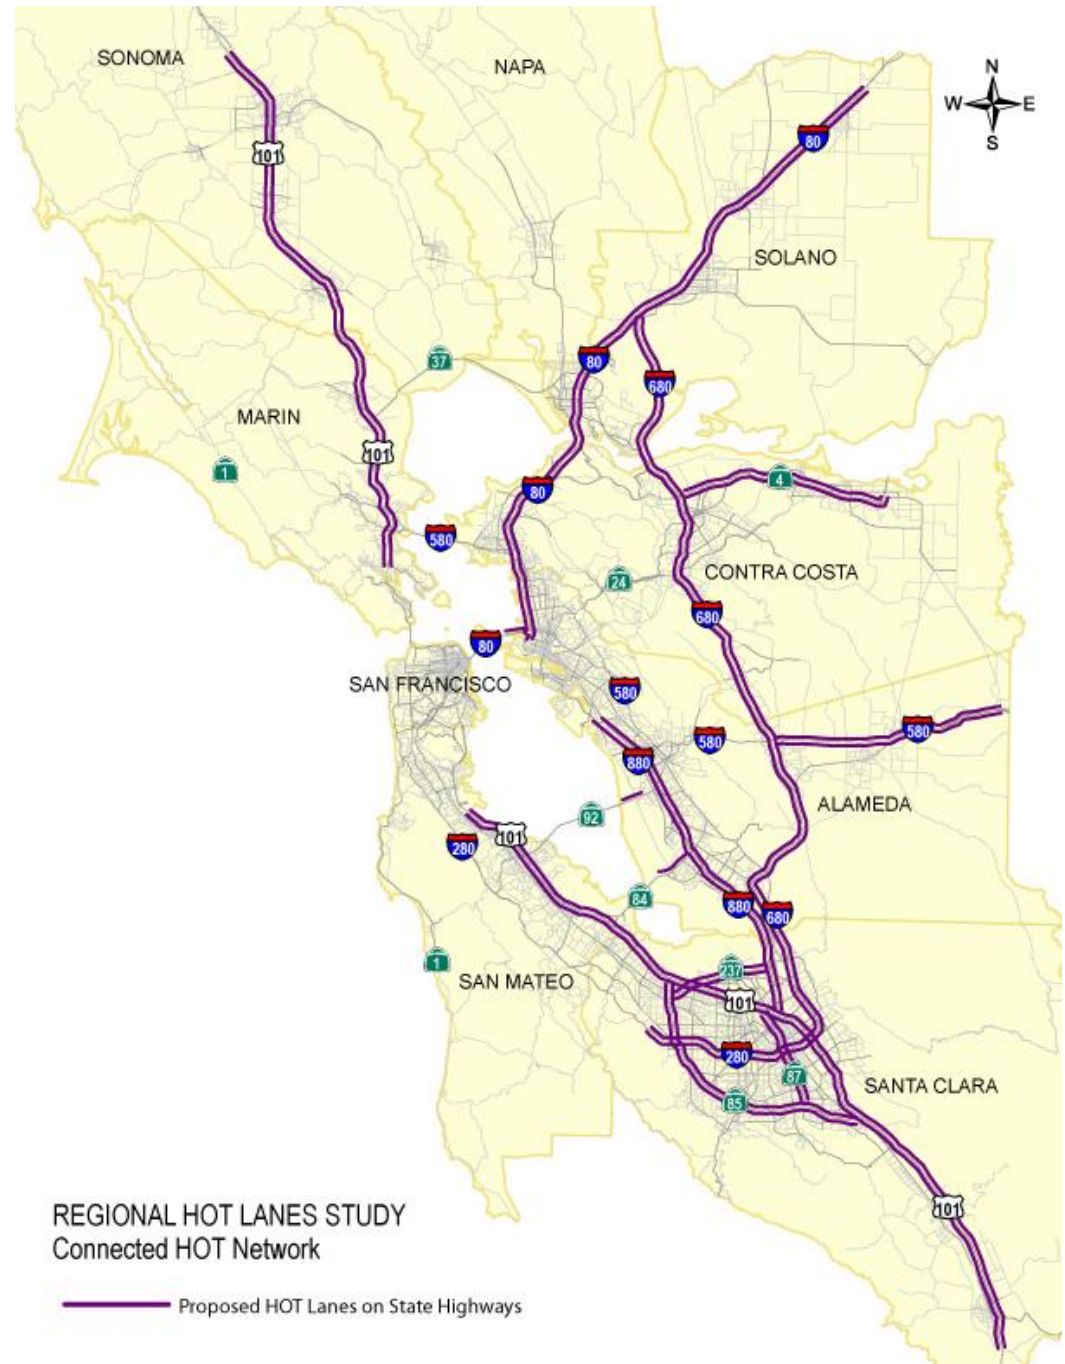 SONOMA
NAPA
N
W E
S
80
101
SOLANO
37
80
680
MARIN
101
1
80
4
580
24
CONTRA COSTA
680
80
SAN FRANCISCO
580
580
580
880
ALAMEDA
92
101
280
84
880
680
1
237
SAN MATEO
101
280
87
SANTA CLARA
85
101
REGIONAL HOT LANES STUDY
Connected HOT Network
Proposed HOT Lanes on State Highways